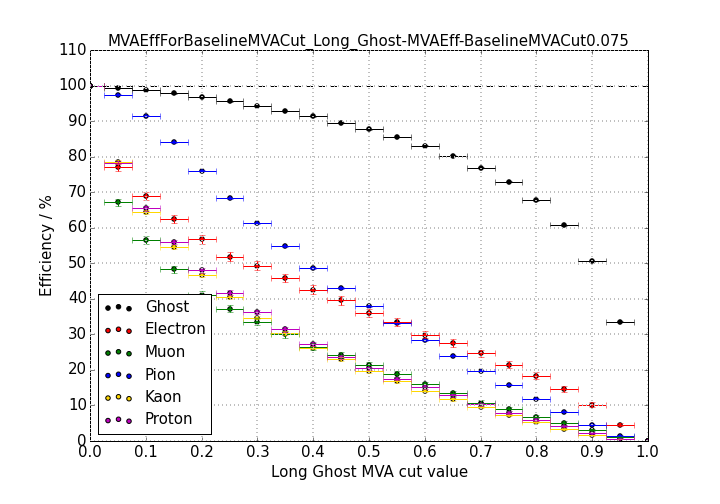 MVAEffForBaselineMVACut_Long_Ghost-MVAEff-BaselineMVACut0.075
110
100
90
80
70
60
50
40
30
20
10
0
Efficiency / %
Ghost
Electron
Muon
Pion
Kaon
Proton
0.0 0.1 0.2 0.3 0.4 0.5 0.6 0.7 0.8 0.9 1.0
Long Ghost MVA cut value